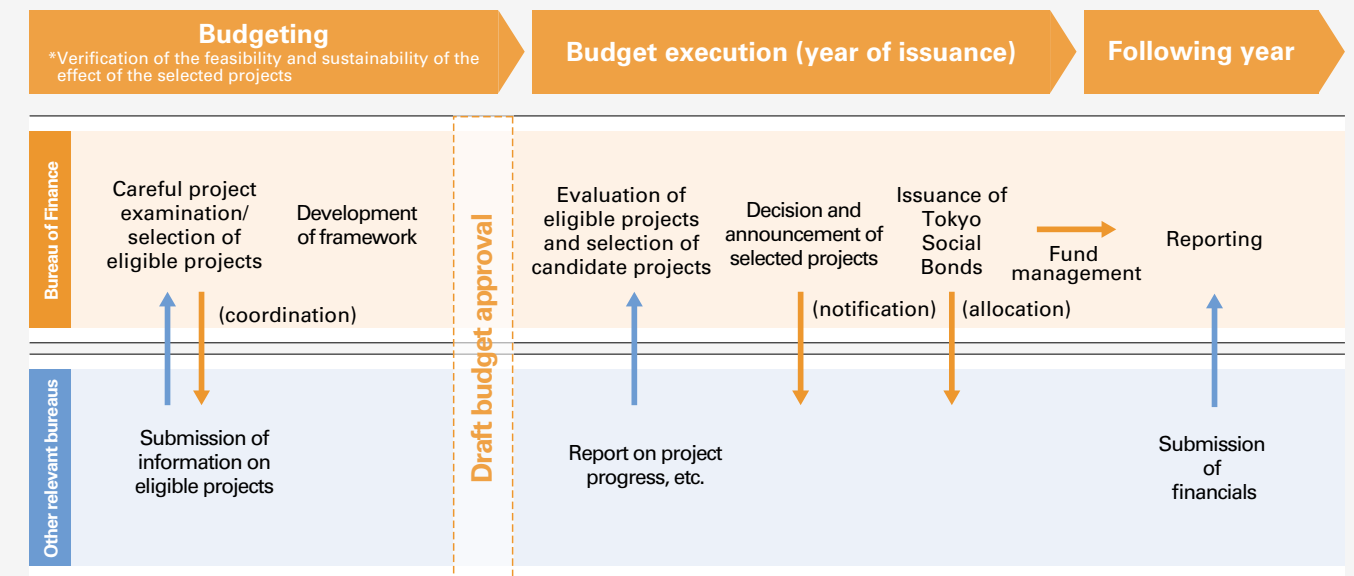 Budgeting
*Verification of the feasibility and sustainability of the
effect of the selected projects
Budget execution (year of issuance)
Following year
Bureau of Finance
Careful project
examination/
selection of
eligible projects
Development
of framework
(coordination)
Draft budget approval
Evaluation of
eligible projects
and selection of
candidate projects
Decision and
announcement of
selected projects
(notification)
Issuance of
Tokyo
Social
Bonds
(allocation)
Fund
management
Reporting
Other relevant bureaus
Submission of
information on
eligible projects
Report on project
progress, etc.
Submission
of
financials